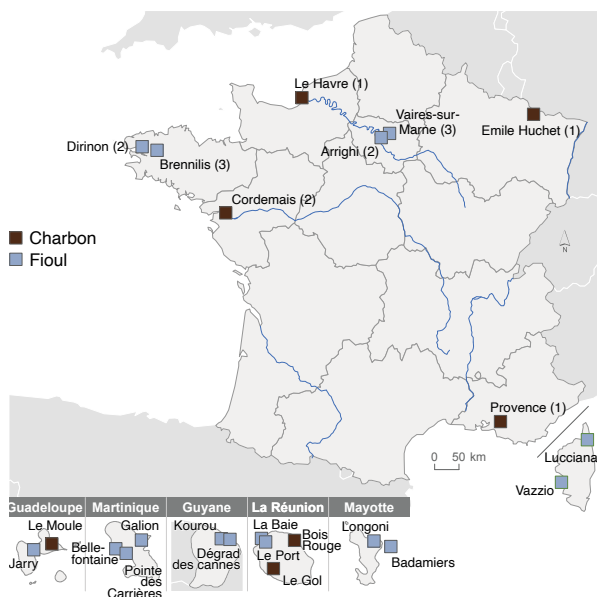 Le Havre (1)
Vaires-sur-
Marne (3)
Emile Huchet (1)
Dirinon (2)
Brennilis (3)
Arrighi (2)
Cordemais (2)
Charbon
Fioul
N
Provence (1)
0 50 km
Lucciana
Vazzio
Guadeloupe
Martinique
Guyane
La Réunion
Mayotte
Le Moule
Jarry
Galion
Belle-
fontaine
Pointe
des
Carrières
Kourou
Dégrad
des cannes
La Baie
Bois
Rouge
Le Port
Le Gol
Longoni
Badamiers